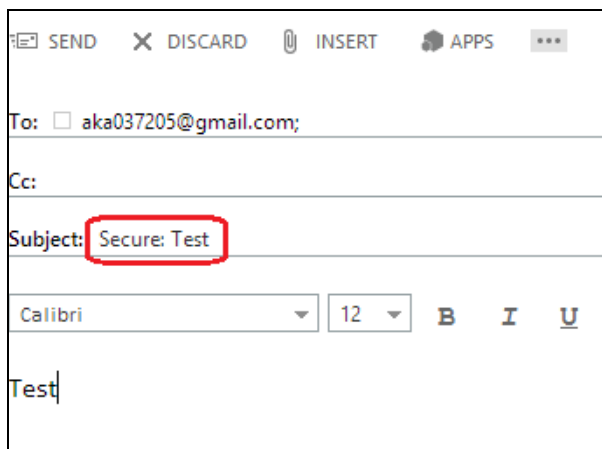 SEND DISCARD INSERT APPS ...
To: aka037205@gmail.com;
Cc:
Subject: Secure: Test
Calibri 12 B I U
Test